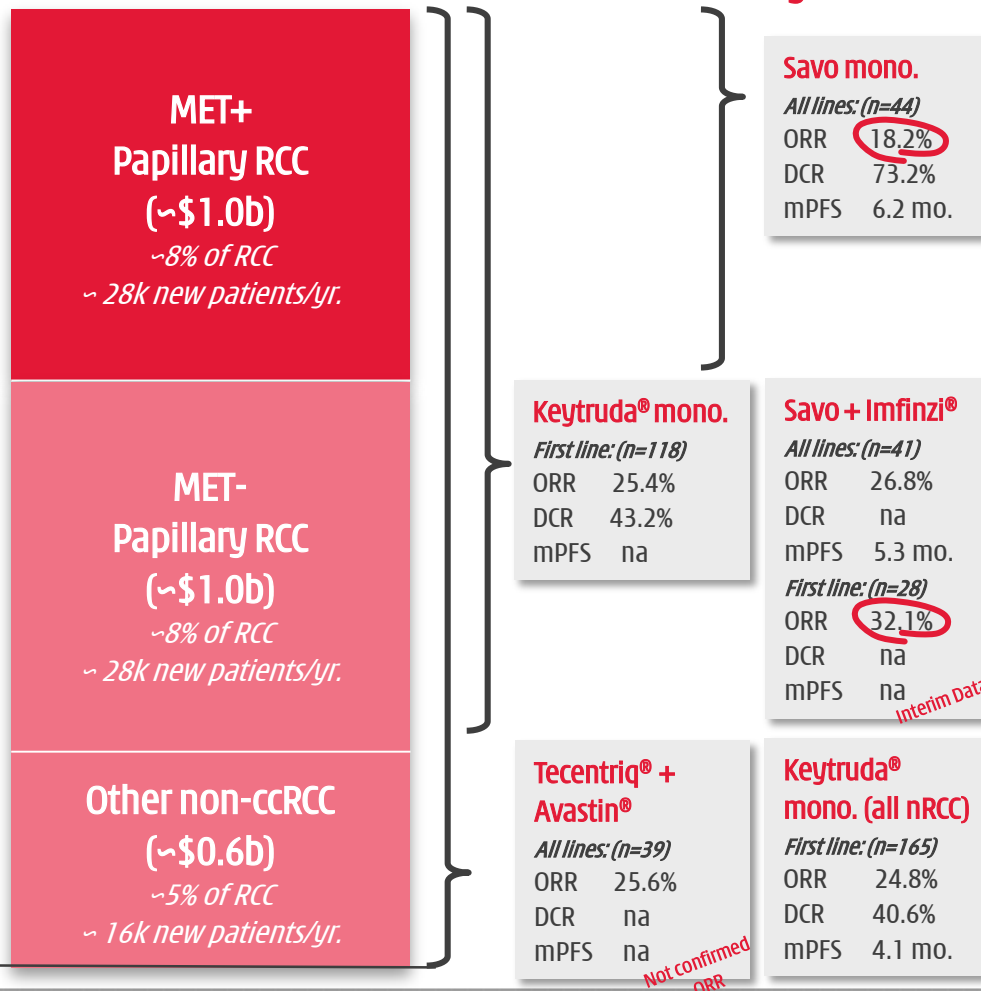 MET+
Papillary RCC
(~$1.0b)
~8% of RCC
~ 28k new patients/yr.
MET-
Papillary RCC
(~$1.0b)
~8% of RCC
~ 28k new patients/yr.
Other non-ccRCC
(~$0.6b)
~5% of RCC
~ 16k new patients/yr.
Savo mono.
All lines: (n=44)
ORR 18.2%
DCR 73.2%
mPFS 6.2 mo.
Keytruda® mono.
First line: (n=118)
ORR 25.4%
DCR 43.2%
mPFS na
Savo + Imfinzi®
All lines: (n=41)
ORR 26.8%
DCR na
mPFS 5.3 mo.
First line: (n=28)
ORR 32.1%
DCR na
mPFS na
Interim Data
Tecentriq® +
Avastin®
All lines: (n=39)
ORR 25.6%
DCR na
mPFS na
Not confirmed
ORR
Keytruda®
mono. (all nRCC)
First line: (n=165)
ORR 24.8%
DCR 40.6%
mPFS 4.1 mo.